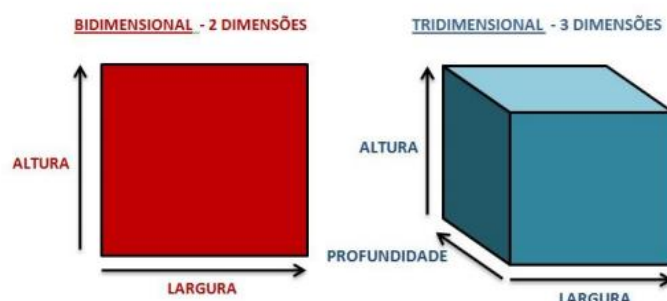 BIDIMENSIONAL - 2 DIMENSÕES
ALTURA
LARGURA
TRIDIMENSIONAL - 3 DIMENSÕES
ALTURA
PROFUNDIDADE
LARGURA